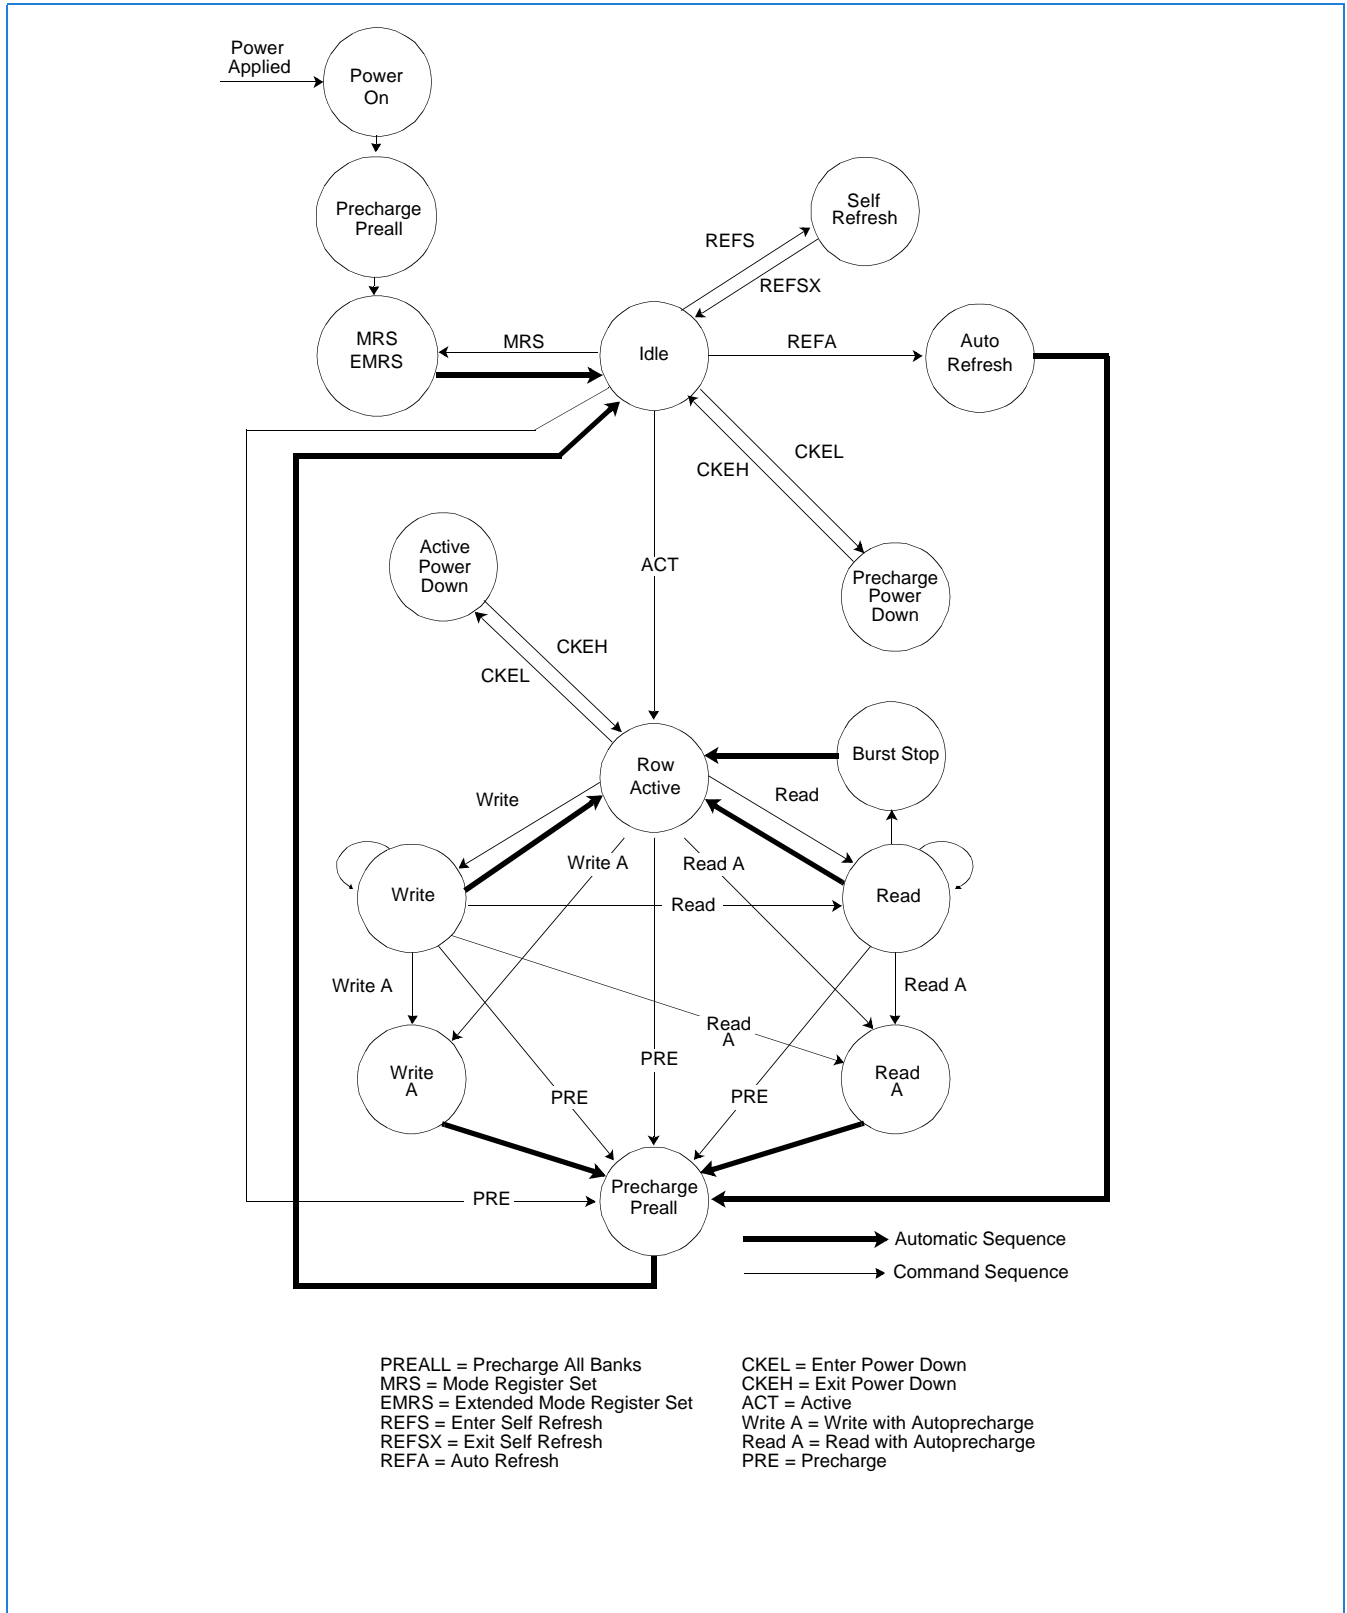 Power
Applied
Power
On
Precharge
Preall
Self
Refresh
REFS
REFSX
MRS
EMRS
MRS
Idle
REFA
Auto
Refresh
CKEL
CKEH
Active
Power
Down
ACT
Precharge
Power
Down
CKEH
CKEL
Row
Active
Burst Stop
Write
Read
Write A
Read A
Write
Read
Read
Write A
Read A
Read
A
Write
A
PRE
Read
A
PRE
PRE
Precharge
Preall
PRE
Automatic Sequence
Command Sequence
PREALL = Precharge All Banks
MRS = Mode Register Set
EMRS = Extended Mode Register Set
REFS = Enter Self Refresh
REFSX = Exit Self Refresh
REFA = Auto Refresh
CKEL = Enter Power Down
CKEH = Exit Power Down
ACT = Active
Write A = Write with Autoprecharge
Read A = Read with Autoprecharge
PRE = Precharge